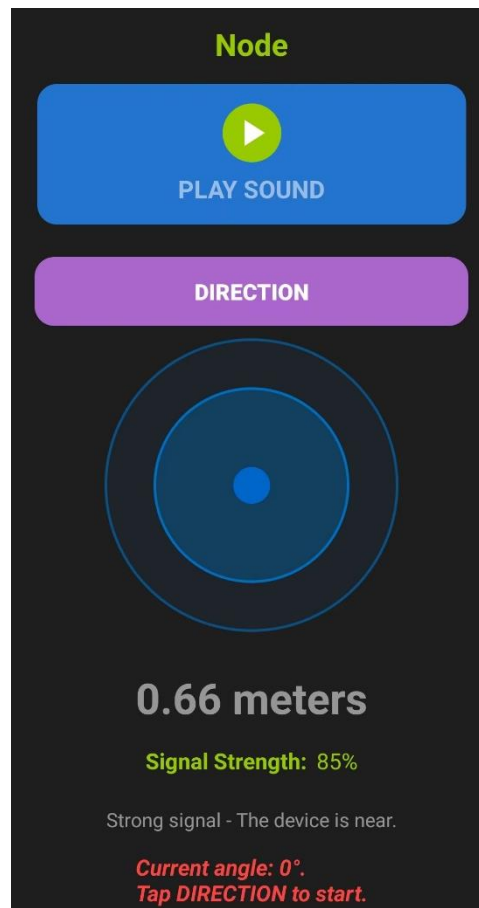 Node
PLAY SOUND
DIRECTION
0.66 meters
Signal Strength: 85%
Strong signal - The device is near.
Current angle: 0°.
Tap DIRECTION to start.